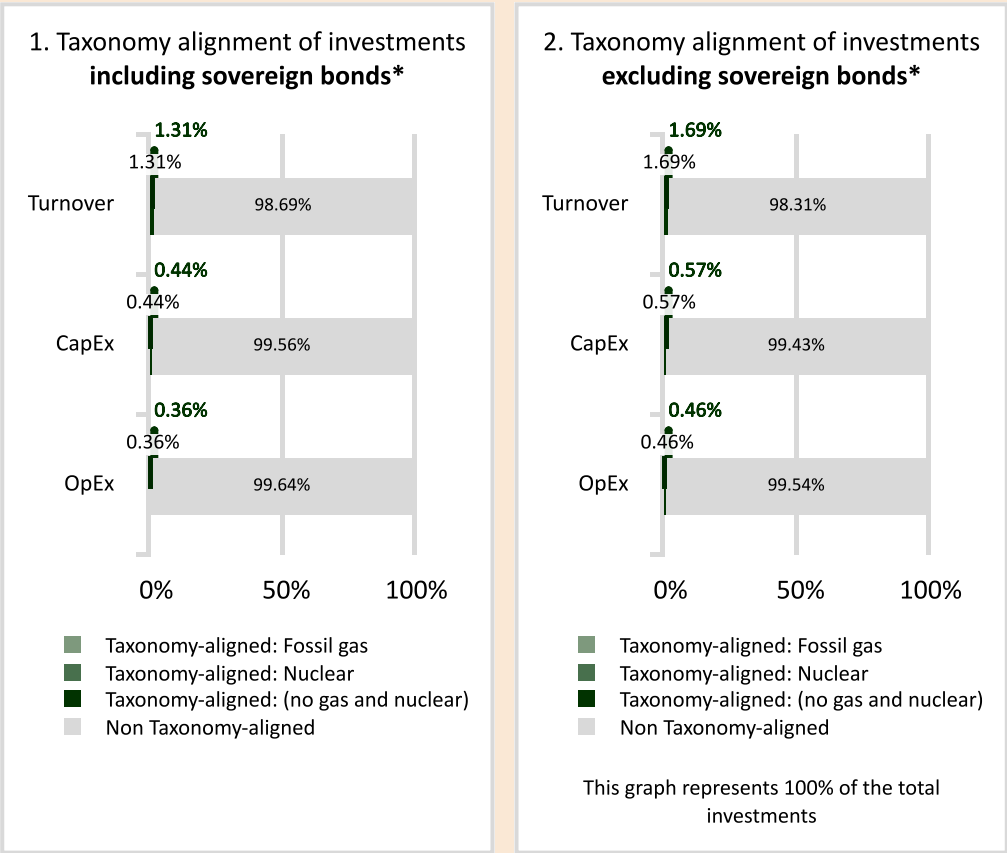 1. Taxonomy alignment of investments
including sovereign bonds*
1.31%
1.31%
Turnover
98.69%
0.44%
0.44%
CapEx
99.56%
0.36%
0.36%
OpEx
99.64%
0% 50% 100%
Taxonomy-aligned: Fossil gas
Taxonomy-aligned: Nuclear
Taxonomy-aligned: (no gas and nuclear)
Non Taxonomy-aligned
2. Taxonomy alignment of investments
excluding sovereign bonds*
1.69%
1.69%
Turnover
98.31%
0.57%
0.57%
CapEx
99.43%
0.46%
0.46%
OpEx
99.54%
0% 50% 100%
Taxonomy-aligned: Fossil gas
Taxonomy-aligned: Nuclear
Taxonomy-aligned: (no gas and nuclear)
Non Taxonomy-aligned
This graph represents 100% of the total
investments